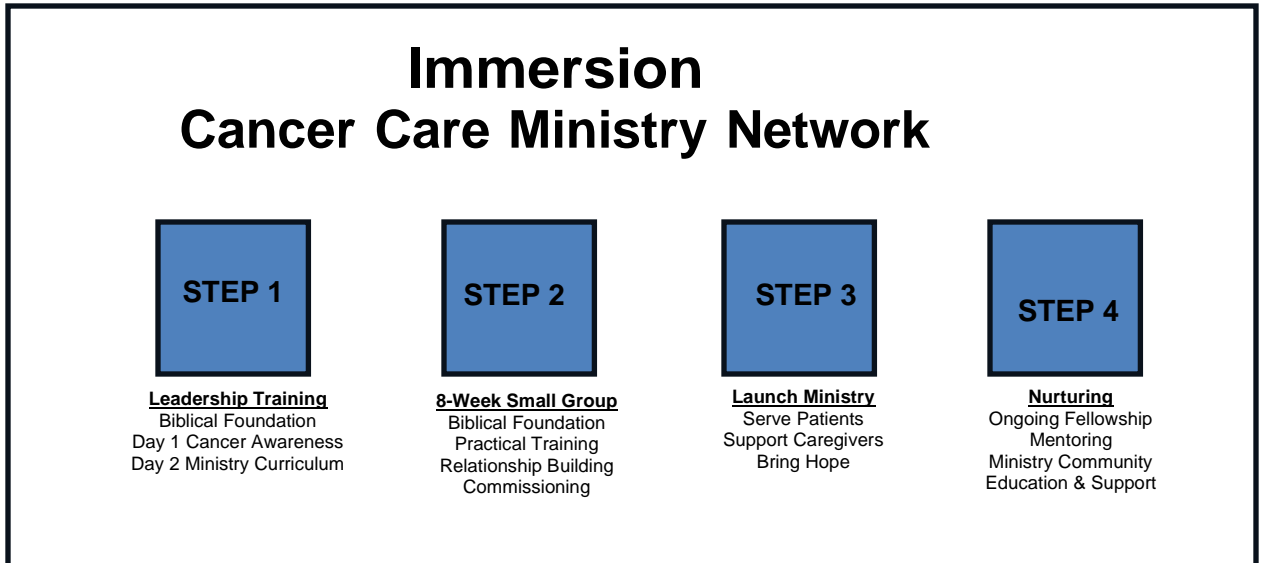 Immersion
Cancer Care Ministry Network
STEP 1
Leadership Training
Biblical Foundation
Day 1 Cancer Awareness
Day 2 Ministry Curriculum
STEP 2
8-Week Small Group
Biblical Foundation
Practical Training
Relationship Building
Commissioning
STEP 3
Launch Ministry
Serve Patients
Support Caregivers
Bring Hope
STEP 4
Nurturing
Ongoing Fellowship
Mentoring
Ministry Community
Education & Support